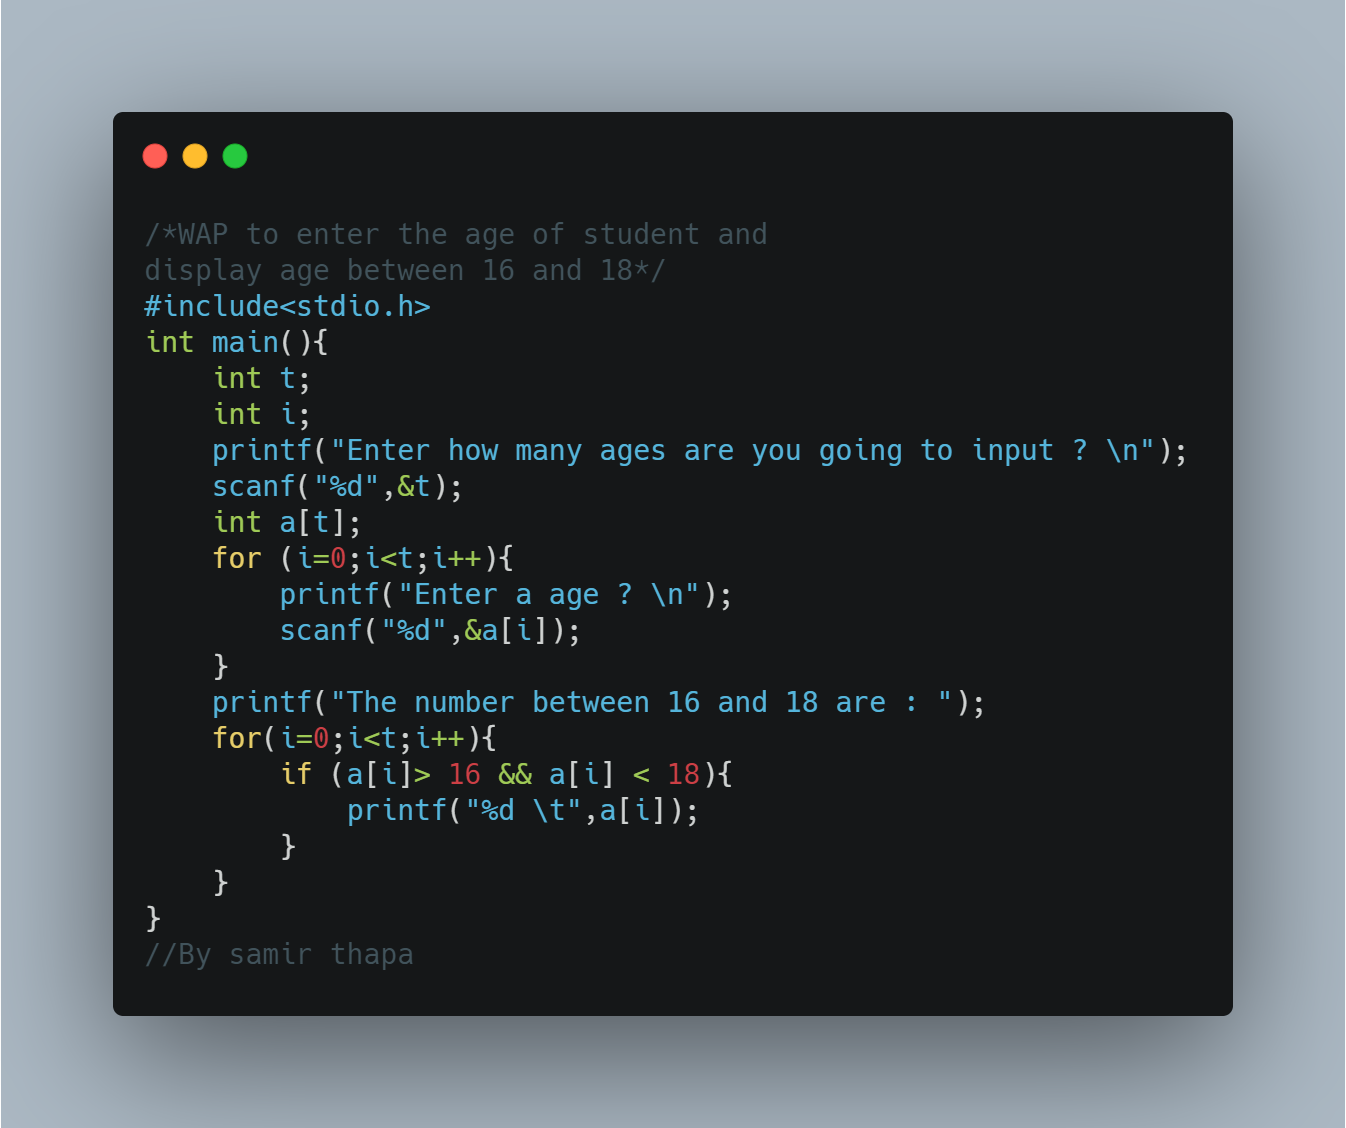 /*WAP to enter the age of student and
display age between 16 and 18*/
#include<stdio.h>
int main(){
    int t;
    int i;
    printf("Enter how many ages are you going to input ? \n");
    scanf("%d",&t);
    int a[t];
    for (i=0;i<t;i++){
        printf("Enter a age ? \n");
        scanf("%d",&a[i]);
    }
    printf("The number between 16 and 18 are : ");
    for(i=0;i<t;i++){
        if (a[i]> 16 && a[i] < 18){
            printf("%d \t",a[i]);
        }
    }
}
//By samir thapa